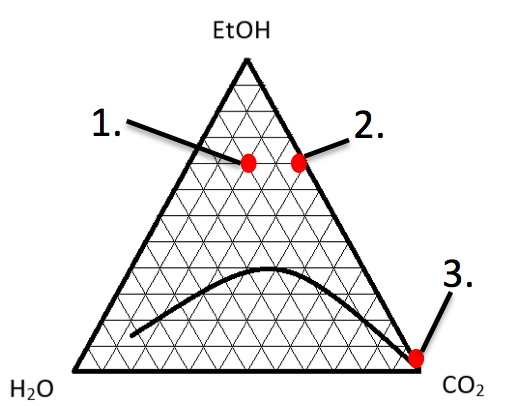 EtOH
1.
2.
3.
H₂O
CO₂